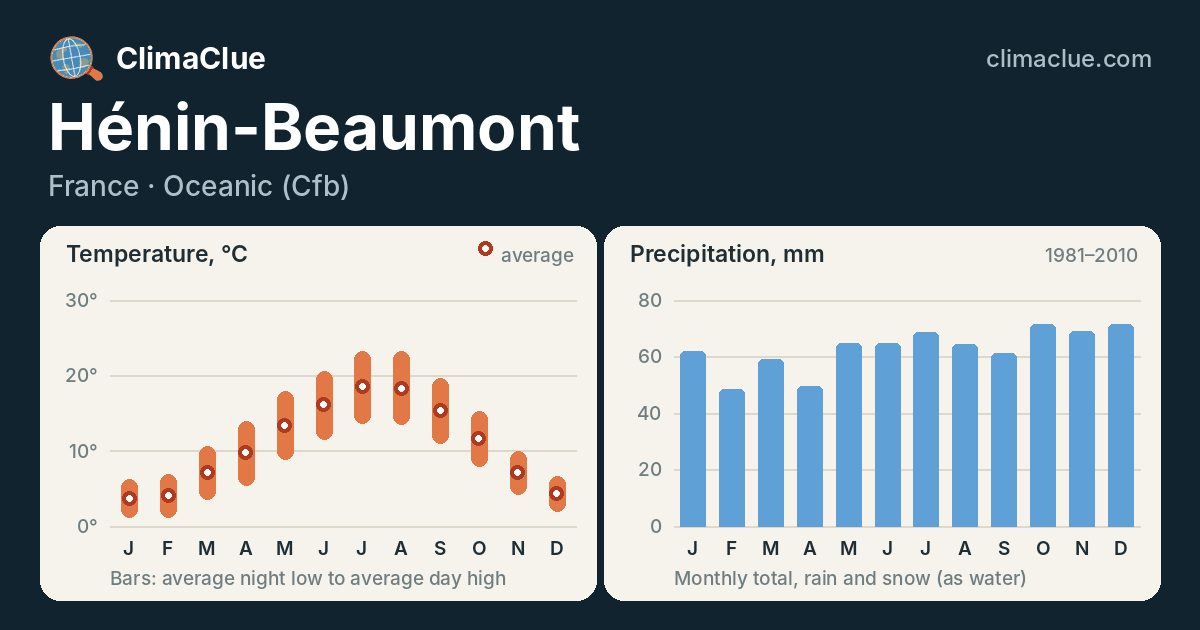 ClimaClue
climaclue.com
Hénin-Beaumont
France · Oceanic (Cfb)
Temperature, °C
average
30°
20°
10°
0°
J F M A M J J A S O N D
Bars: average night low to average day high
Precipitation, mm
1981–2010
80
60
40
20
0
J F M A M J J A S O N D
Monthly total, rain and snow (as water)